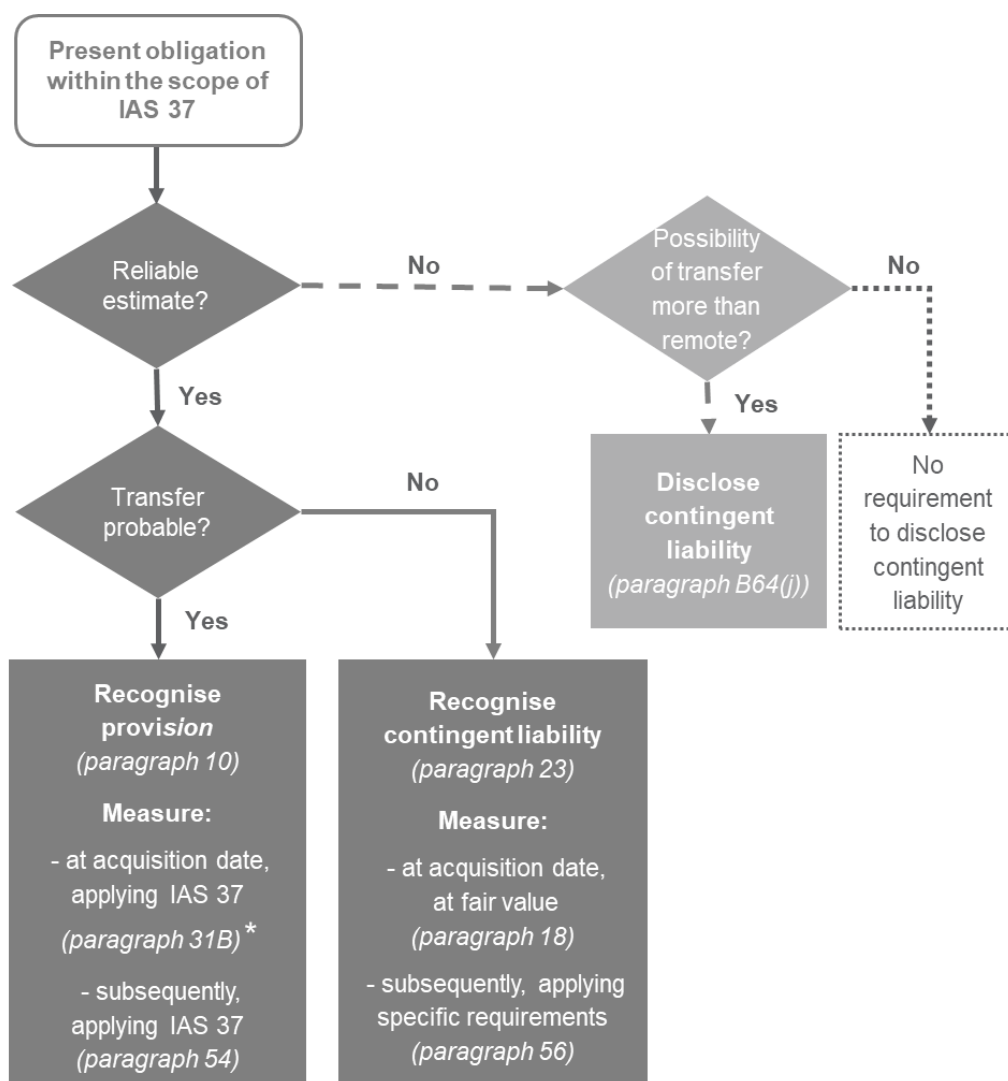 Present obligation
within the scope of
IAS 37
Reliable
estimate?
No
Possibility
of transfer
more than
remote?
No
Yes
Yes
Transfer
probable?
No
Disclose
contingent
liability
(paragraph B64(j))
No
requirement
to disclose
contingent
liability
Yes
Recognise
provision
(paragraph 10)
Measure:
- at acquisition date,
applying IAS 37
(paragraph 31B)*
- subsequently,
applying IAS 37
(paragraph 54)
Recognise
contingent liability
(paragraph 23)
Measure:
- at acquisition date,
at fair value
(paragraph 18)
- subsequently, applying
specific requirements
(paragraph 56)